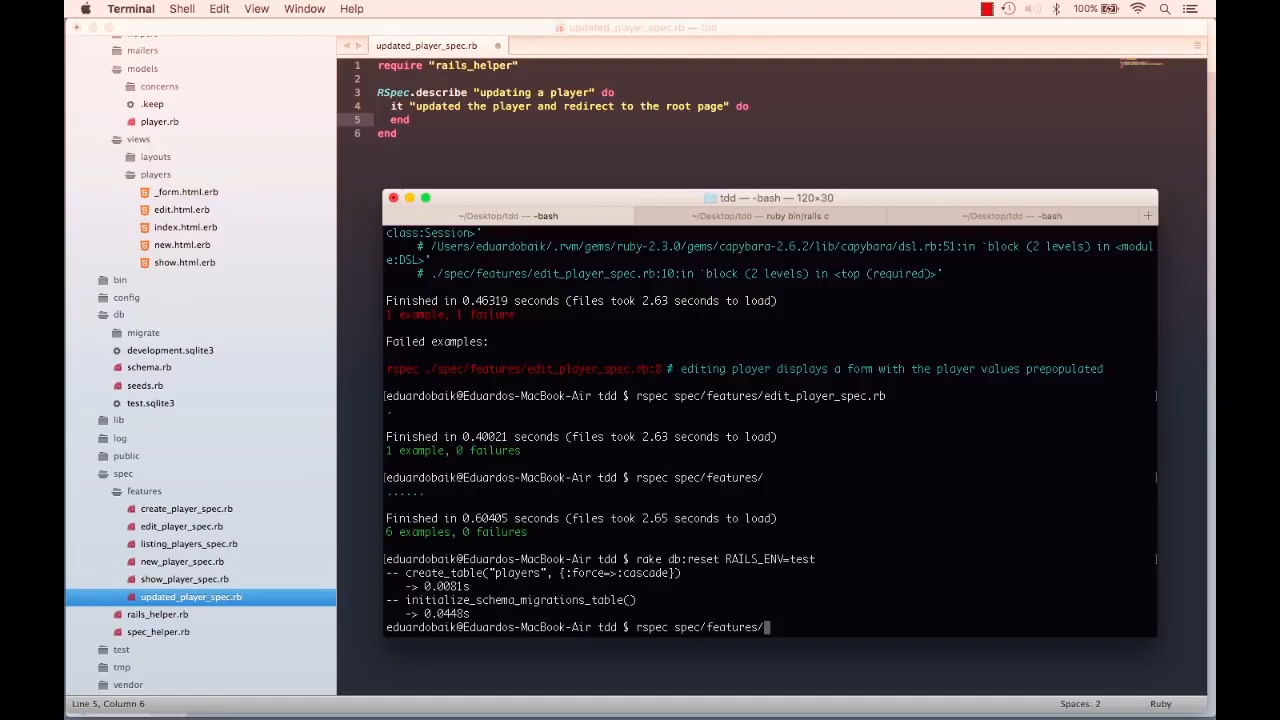 Terminal Shell Edit View Window Help 100%
updated_player_spec.rb — tdd
mailers
models
concerns
.keep
player.rb
views
layouts
players
_form.html.erb
edit.html.erb
index.html.erb
new.html.erb
show.html.erb
bin
config
db
migrate
development.sqlite3
schema.rb
seeds.rb
test.sqlite3
lib
log
public
spec
features
create_player_spec.rb
edit_player_spec.rb
listing_players_spec.rb
new_player_spec.rb
show_player_spec.rb
updated_player_spec.rb
rails_helper.rb
spec_helper.rb
test
tmp
vendor
updated_player_spec.rb
1 require "rails_helper"
2
3 RSpec.describe "updating a player" do
4 it "updated the player and redirect to the root page" do
5 end
6 end
tdd — -bash — 120×30
~/Desktop/tdd — -bash ~/Desktop/tdd — ruby bin/rails c ~/Desktop/tdd — -bash +
class:Session>'
# /Users/eduardobaik/.rvm/gems/ruby-2.3.0/gems/capybara-2.6.2/lib/capybara/dsl.rb:51:in `block (2 levels) in <modul
e:DSL>'
# ./spec/features/edit_player_spec.rb:10:in `block (2 levels) in <top (required)>'
Finished in 0.46319 seconds (files took 2.63 seconds to load)
1 example, 1 failure
Failed examples:
rspec ./spec/features/edit_player_spec.rb:8 # editing player displays a form with the player values prepopulated
[eduardobaik@Eduardos-MacBook-Air tdd $ rspec spec/features/edit_player_spec.rb ]
.
Finished in 0.40021 seconds (files took 2.63 seconds to load)
1 example, 0 failures
[eduardobaik@Eduardos-MacBook-Air tdd $ rspec spec/features/ ]
......
Finished in 0.60405 seconds (files took 2.65 seconds to load)
6 examples, 0 failures
[eduardobaik@Eduardos-MacBook-Air tdd $ rake db:reset RAILS_ENV=test ]
-- create_table("players", {:force=>:cascade})
-> 0.0081s
-- initialize_schema_migrations_table()
-> 0.0448s
eduardobaik@Eduardos-MacBook-Air tdd $ rspec spec/features/
Line 5, Column 6 Spaces: 2 Ruby